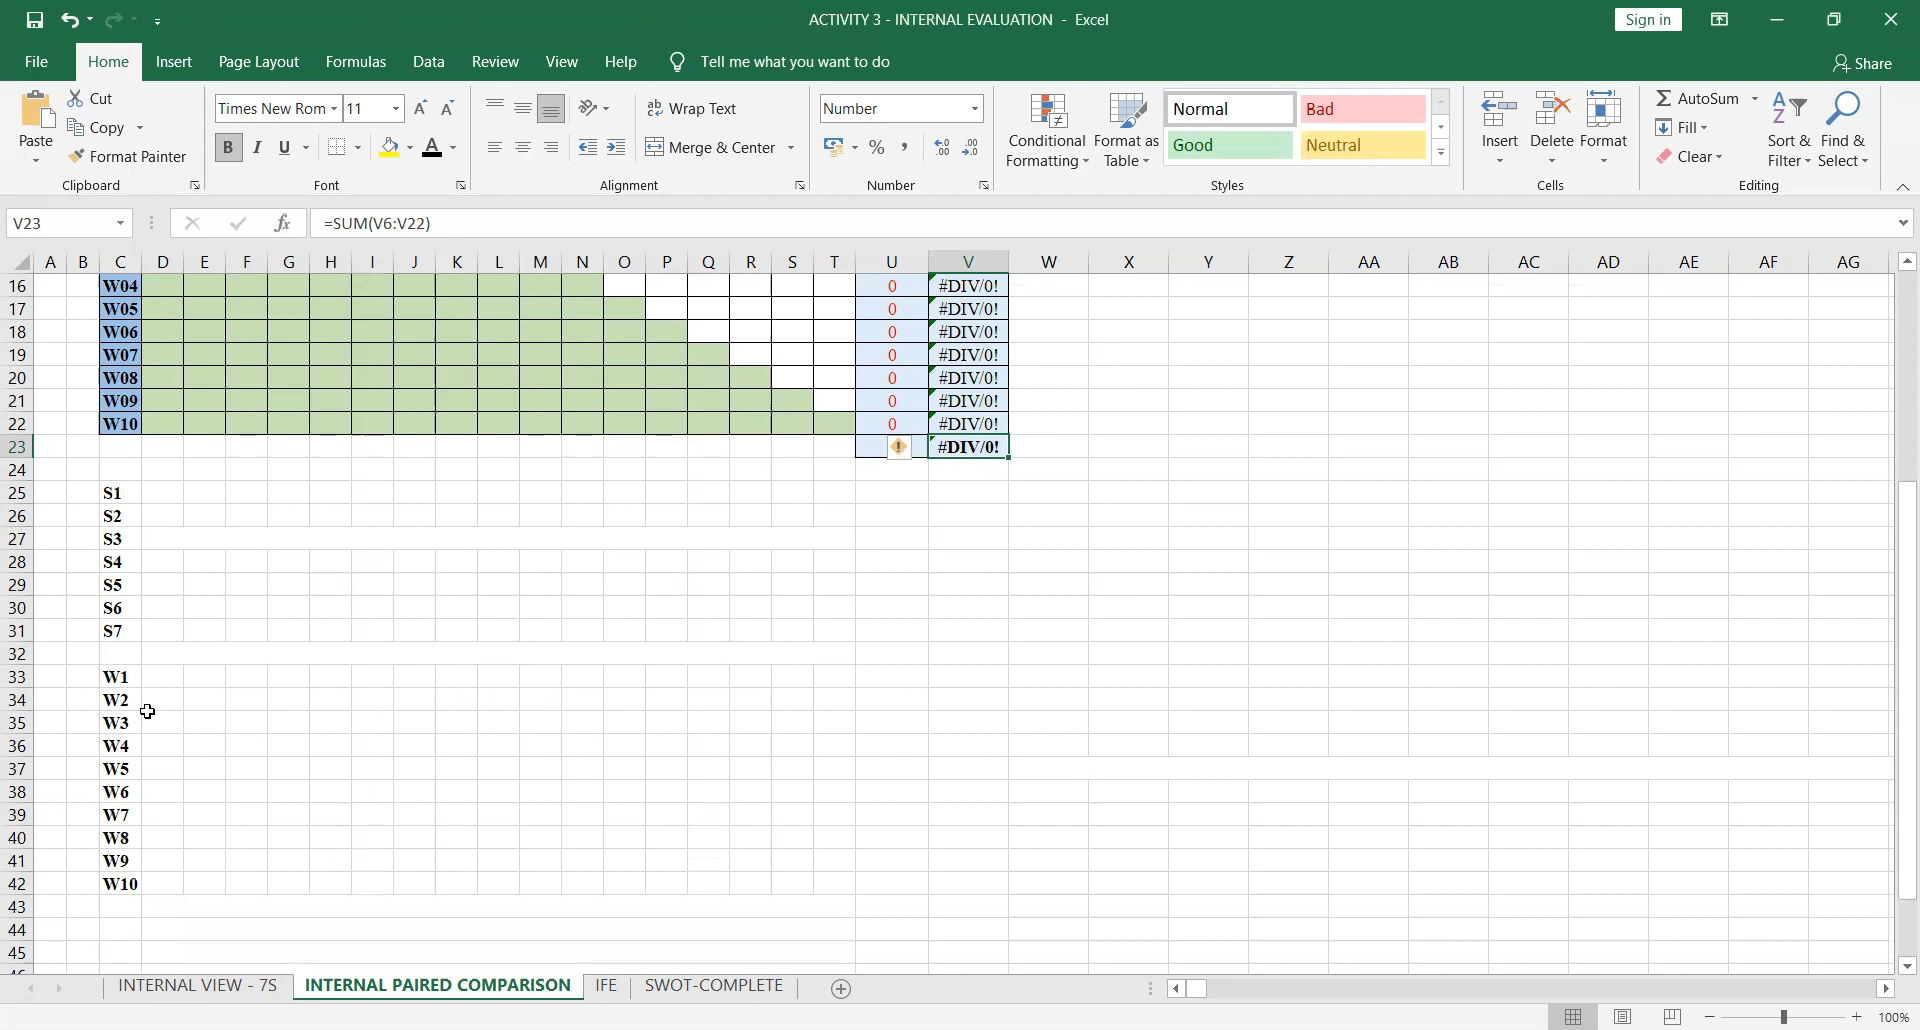 ACTIVITY 3 - INTERNAL EVALUATION - Excel
Sign in
File Home Insert Page Layout Formulas Data Review View Help Tell me what you want to do
Share
Paste
Cut
Copy
Format Painter
Clipboard
Times New Rom 11
B I U
Font
Wrap Text
Merge & Center
Alignment
Number
Number
Conditional Formatting
Format as Table
Normal Bad
Good Neutral
Styles
Insert Delete Format
Cells
AutoSum
Fill
Clear
Sort & Filter
Find & Select
Editing
V23 fx =SUM(V6:V22)
A B C D E F G H I J K L M N O P Q R S T U V W X Y Z AA AB AC AD AE AF AG
16 W04 0 #DIV/0!
17 W05 0 #DIV/0!
18 W06 0 #DIV/0!
19 W07 0 #DIV/0!
20 W08 0 #DIV/0!
21 W09 0 #DIV/0!
22 W10 0 #DIV/0!
23 #DIV/0!
24
25 S1
26 S2
27 S3
28 S4
29 S5
30 S6
31 S7
32
33 W1
34 W2
35 W3
36 W4
37 W5
38 W6
39 W7
40 W8
41 W9
42 W10
43
44
45
INTERNAL VIEW - 7S INTERNAL PAIRED COMPARISON IFE SWOT-COMPLETE
100%